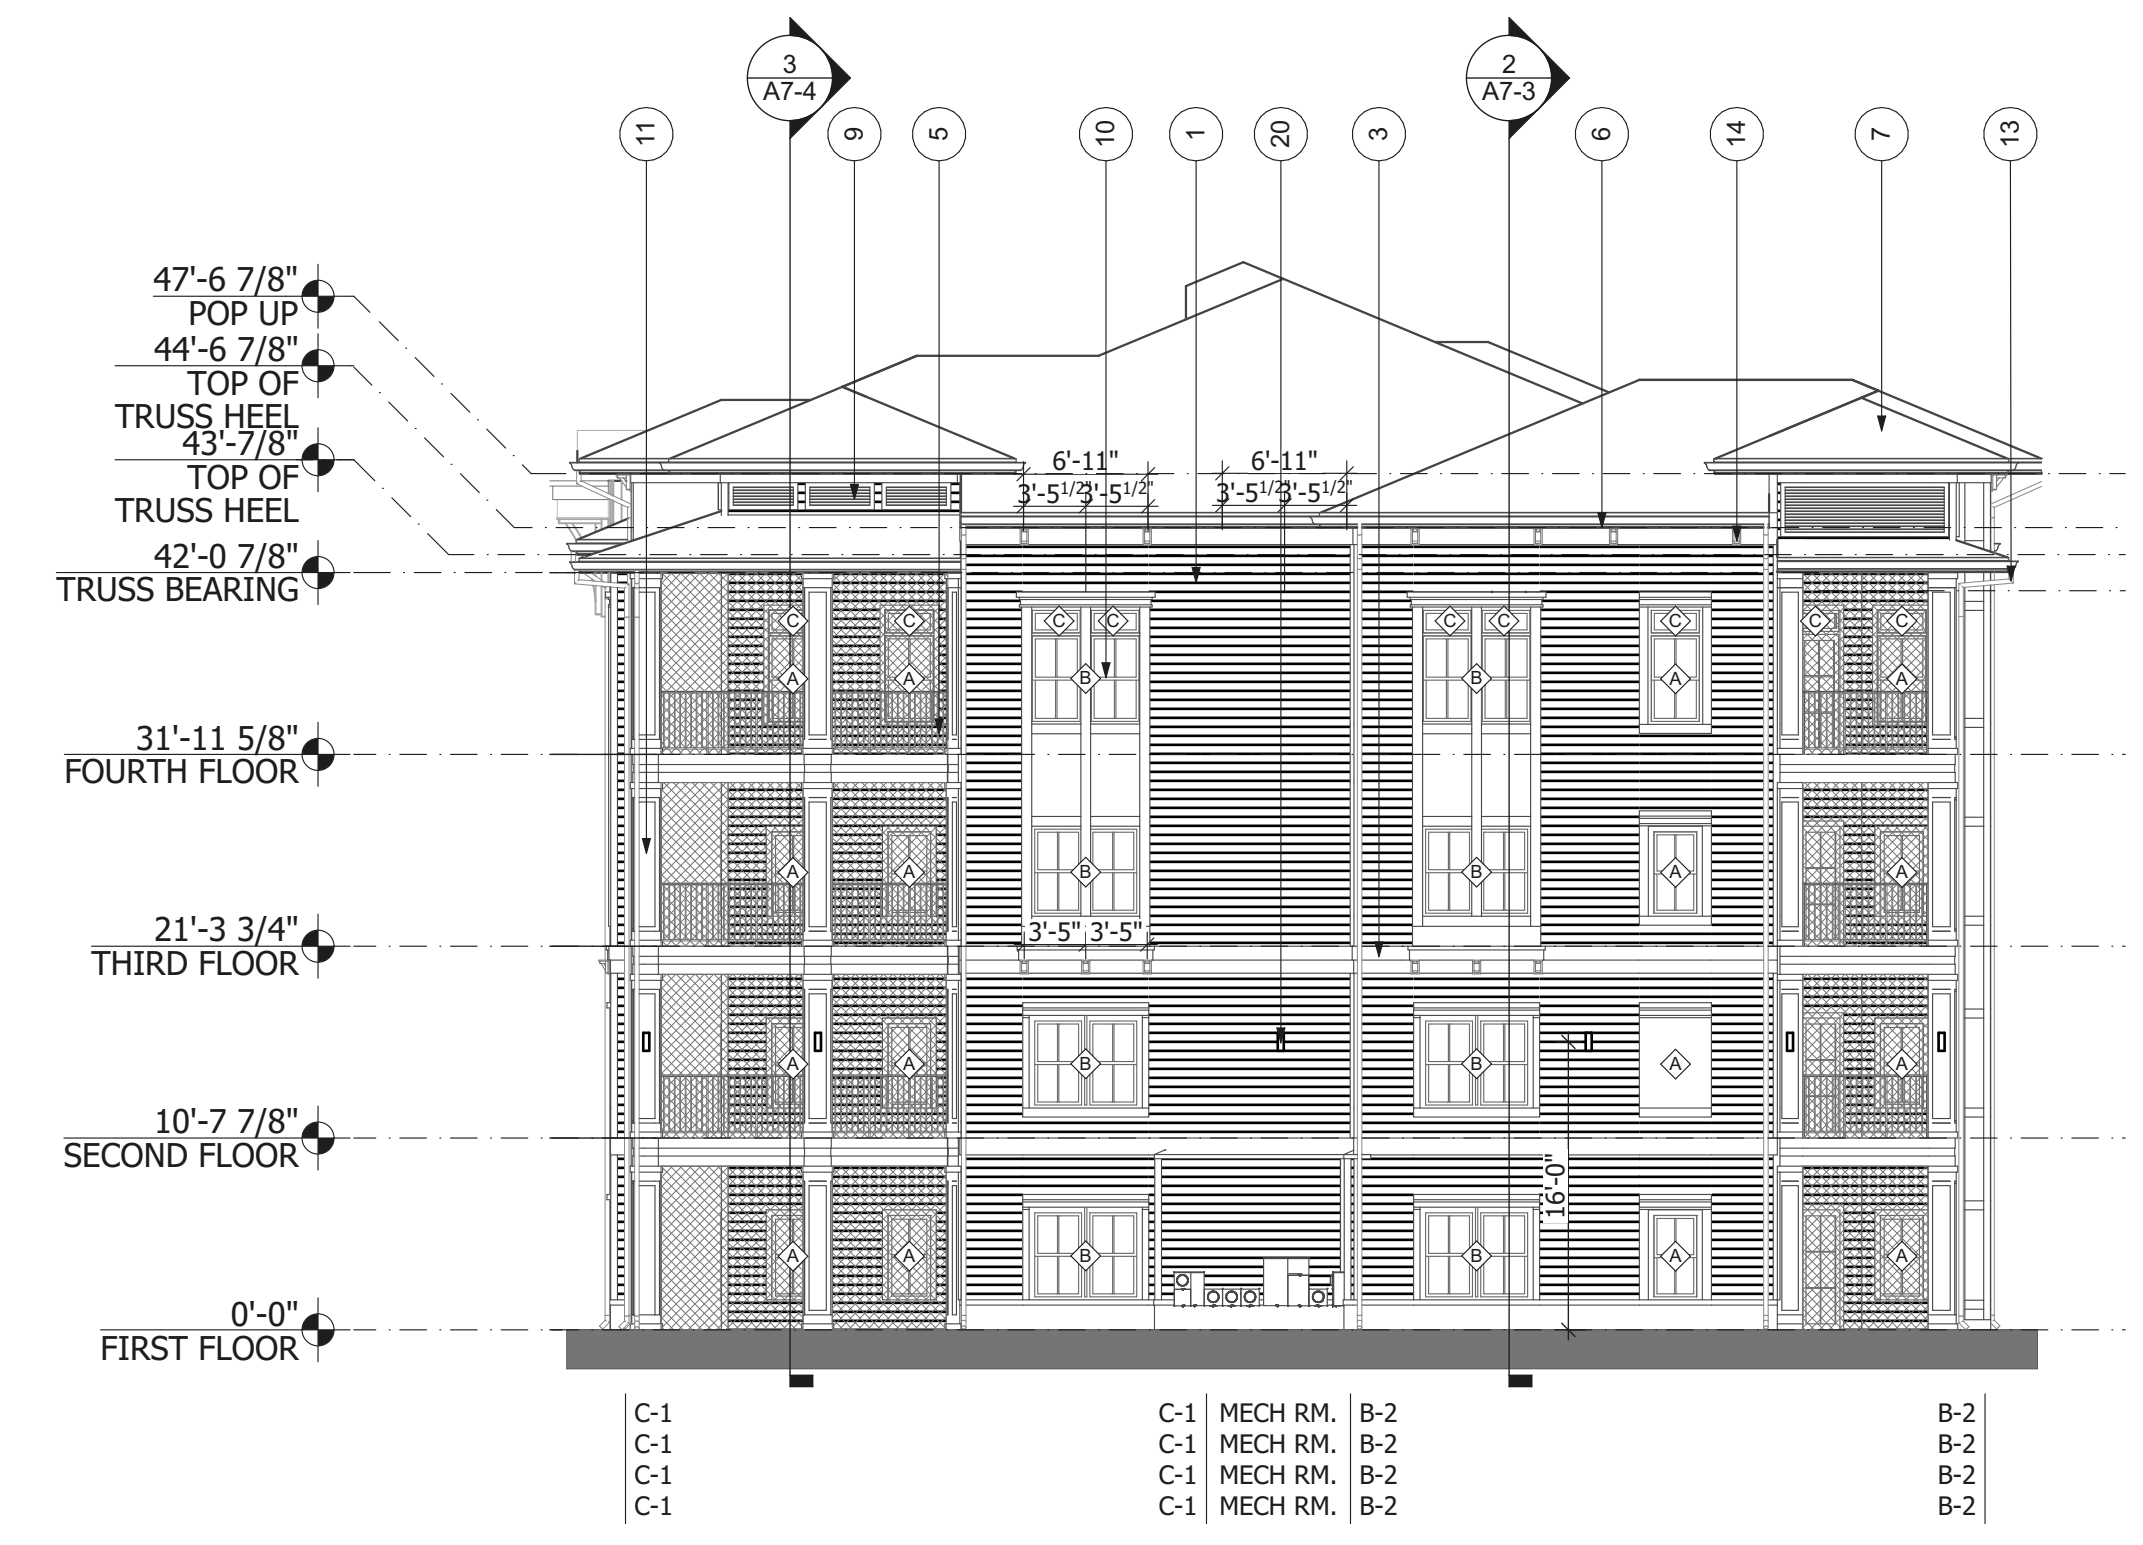 3
A7-4
2
A7-3
11
9
5
10
1
20
3
6
14
7
13
47'-6 7/8"
POP UP
44'-6 7/8"
TOP OF
TRUSS HEEL
43'-7/8"
TOP OF
TRUSS HEEL
42'-0 7/8"
TRUSS BEARING
31'-11 5/8"
FOURTH FLOOR
21'-3 3/4"
THIRD FLOOR
10'-7 7/8"
SECOND FLOOR
0'-0"
FIRST FLOOR
6'-11"
6'-11"
3'-5 1/2" 3'-5 1/2"
3'-5 1/2" 3'-5 1/2"
C C C C C C C C C
A A B B A A
A A B B A A
3'-5" 3'-5"
A A B B A A
16'-0"
A A B B A A
C-1 C-1 MECH RM. B-2 B-2
C-1 C-1 MECH RM. B-2 B-2
C-1 C-1 MECH RM. B-2 B-2
C-1 C-1 MECH RM. B-2 B-2